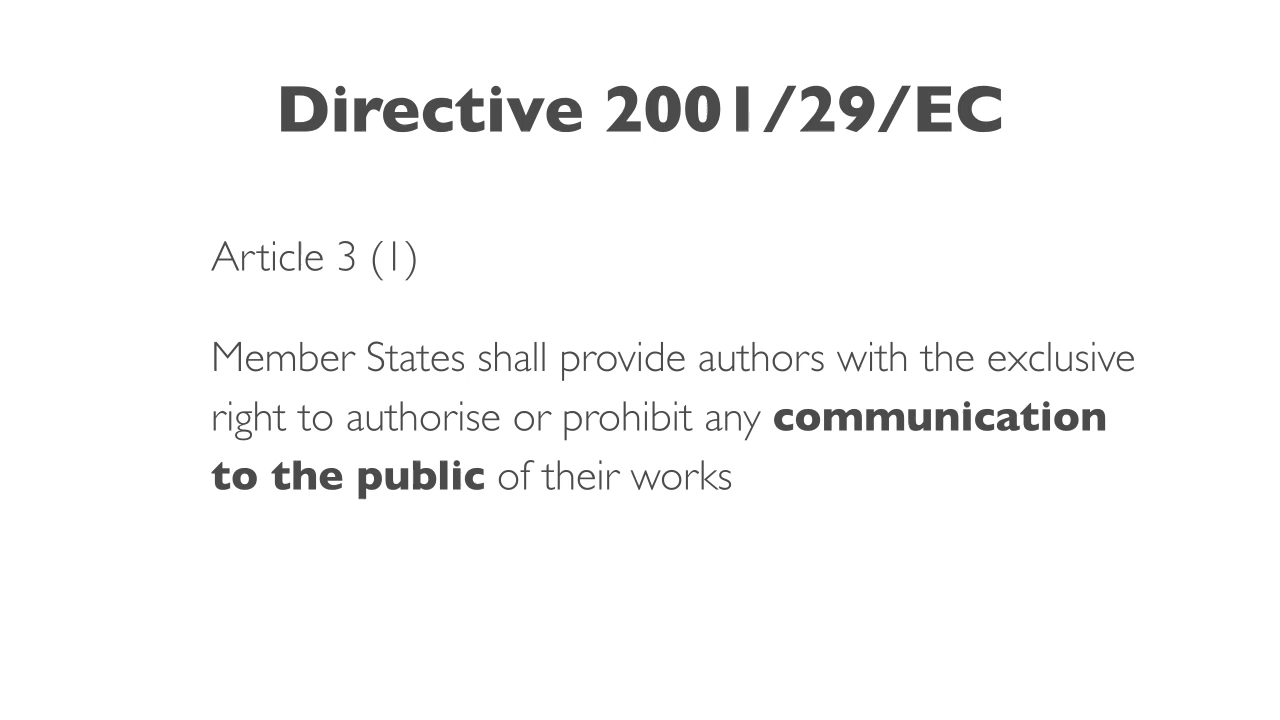 Directive 2001/29/EC
Article 3 (1)
Member States shall provide authors with the exclusive
right to authorise or prohibit any communication
to the public of their works